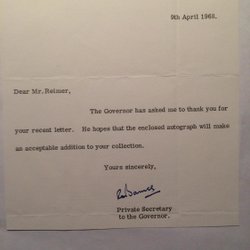 9th April 1968.
Dear Mr. Reimer,
The Governor has asked me to thank you for
your recent letter. He hopes that the enclosed autograph will make
an acceptable addition to your collection.
Yours sincerely,
Private Secretary
to the Governor.